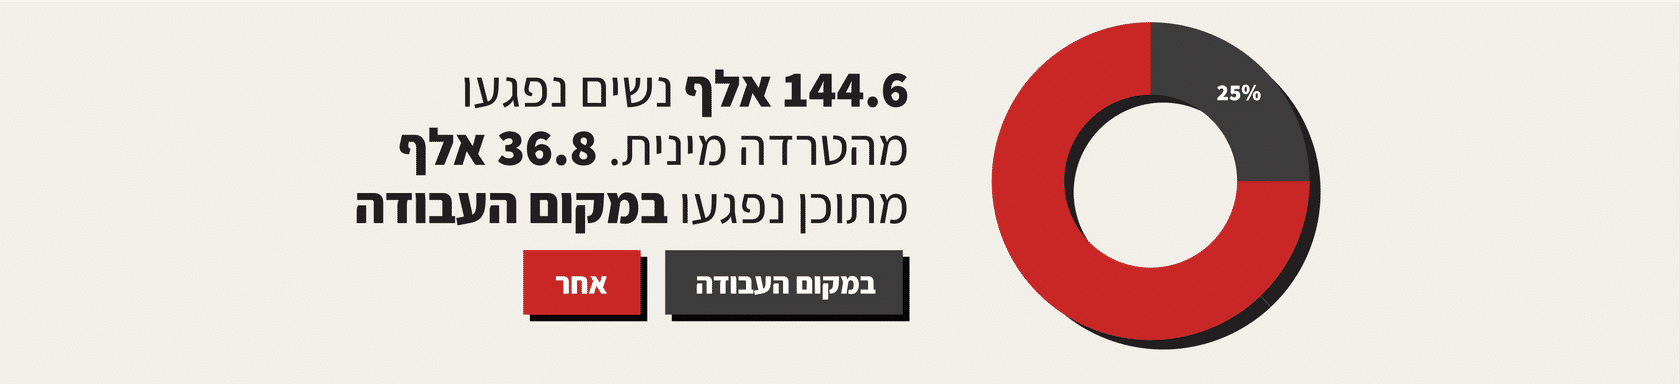 144.6 אלף נשים נפגעו
מהטרדה מינית. 36.8 אלף
מתוכן נפגעו במקום העבודה
במקום העבודה
אחר
25%